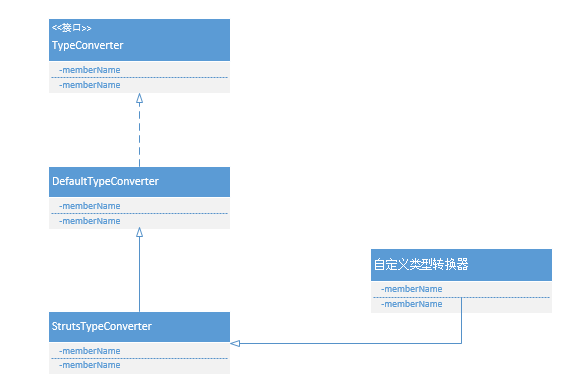 <<接口>>
TypeConverter
-memberName
-memberName
DefaultTypeConverter
-memberName
-memberName
自定义类型转换器
-memberName
-memberName
StrutsTypeConverter
-memberName
-memberName